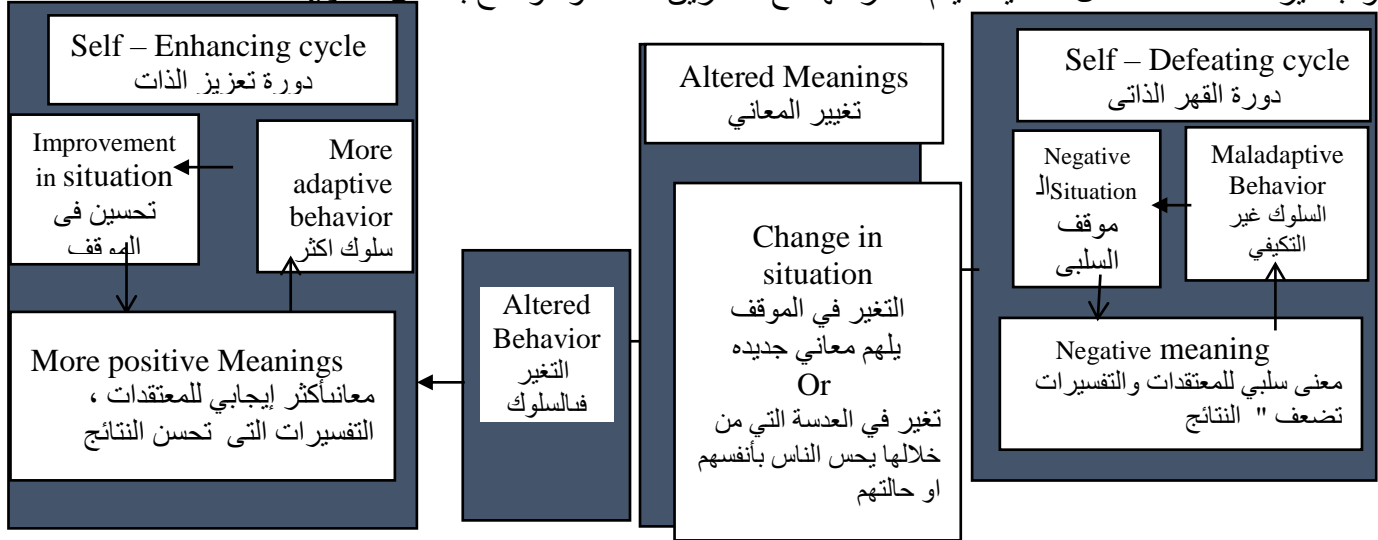 Self – Defeating cycle
دورة القهر الذاتى
Maladaptive
Behavior
السلوك غير
التكيفي
Negative
Situationالـ
موقف
السلبى
Negative meaning
معنى سلبي للمعتقدات والتفسيرات
تضعف " النتائج
Altered Meanings
تغيير المعاني
Change in
situation
التغير في الموقف
يلهم معاني جديده
Or
تغير في العدسة التي من
خلالها يحس الناس بأنفسهم
او حالتهم
Altered
Behavior
التغير
فىالسلوك
Self – Enhancing cycle
دورة تعزيز الذات
More
adaptive
behavior
سلوك اكثر
Improvement
in situation
تحسين فى
الموقف
More positive Meanings
معانىأكثر إيجابي للمعتقدات ،
التفسيرات التى تحسن النتائج